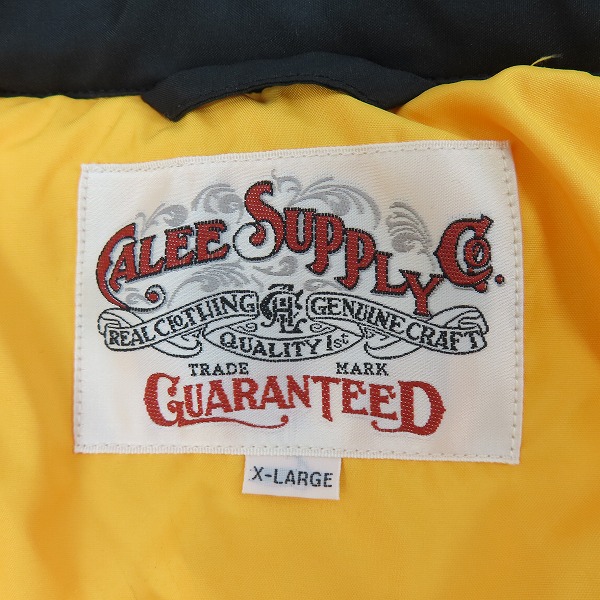 CALEE SUPPLY CO.
REAL CLOTHING GENUINE CRAFT
QUALITY 1st
TRADE MARK
GUARANTEED
X-LARGE